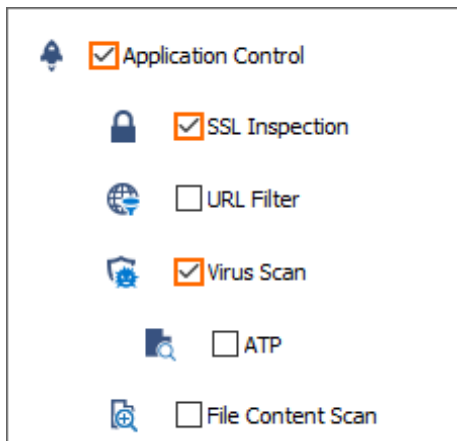 Application Control
SSL Inspection
URL Filter
Virus Scan
ATP
File Content Scan